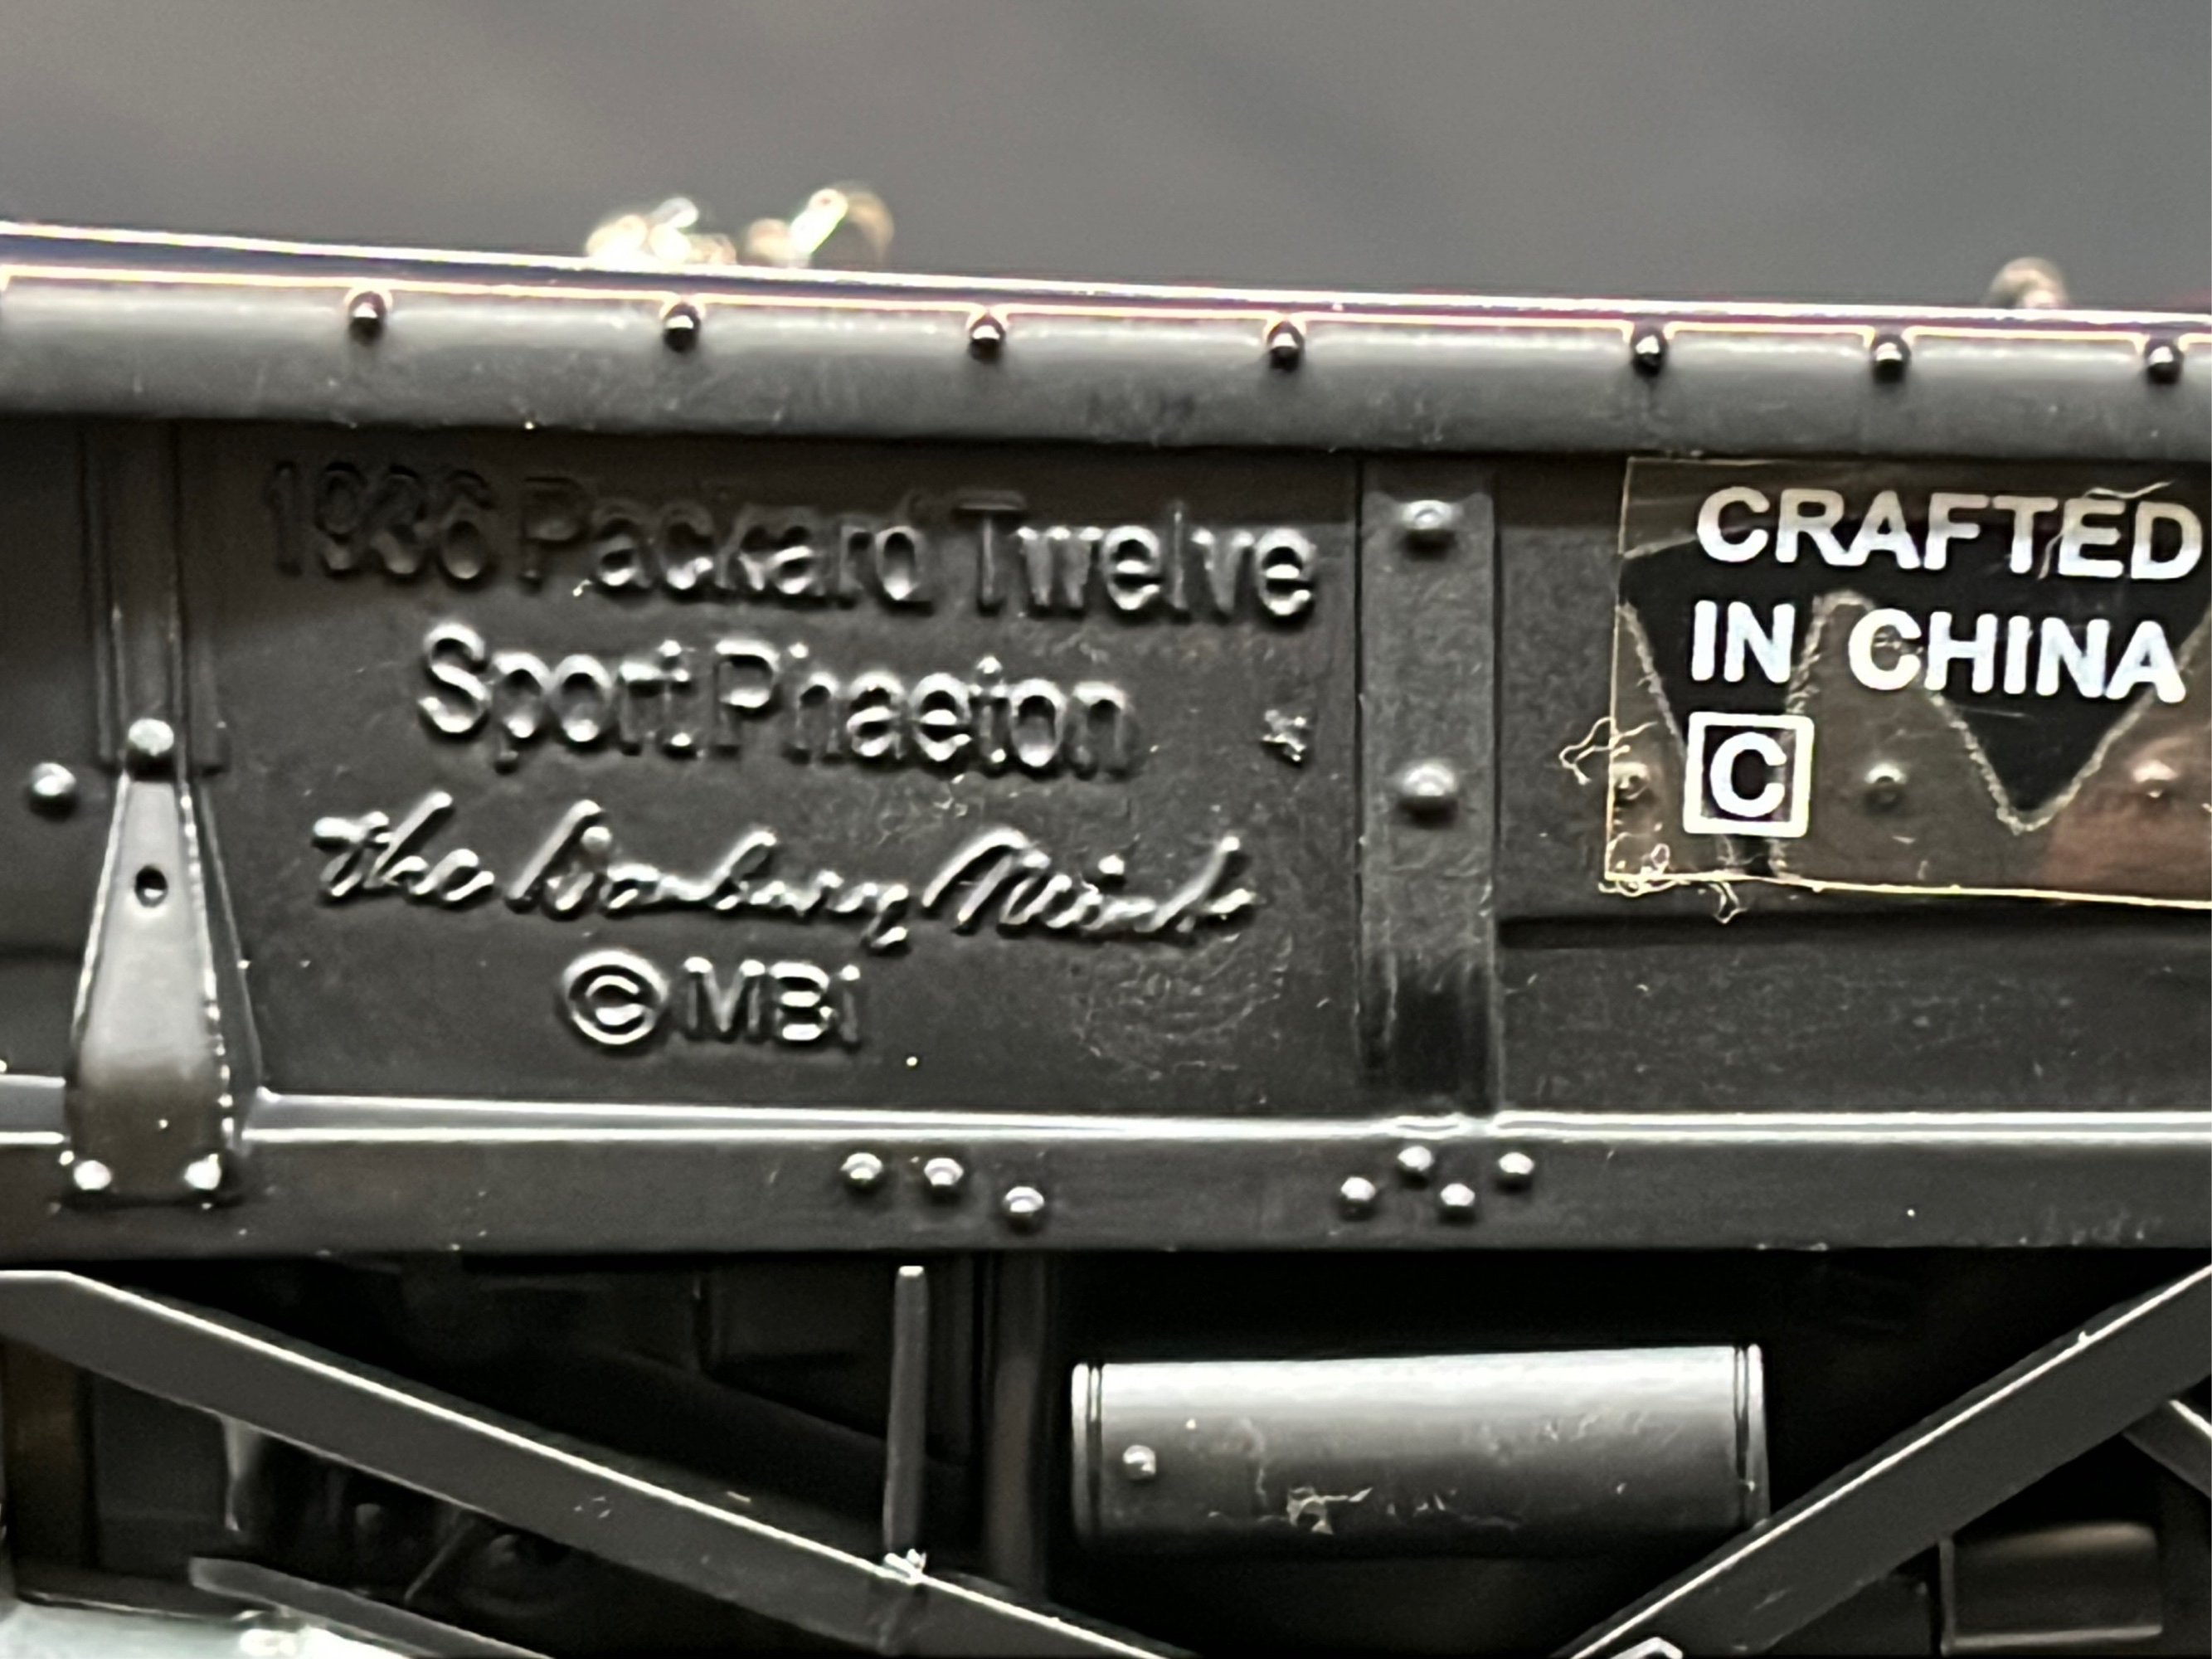 1936 Packard Twelve
Sport Phaeton
the Danbury Mint
© MBI
CRAFTED
IN CHINA
C